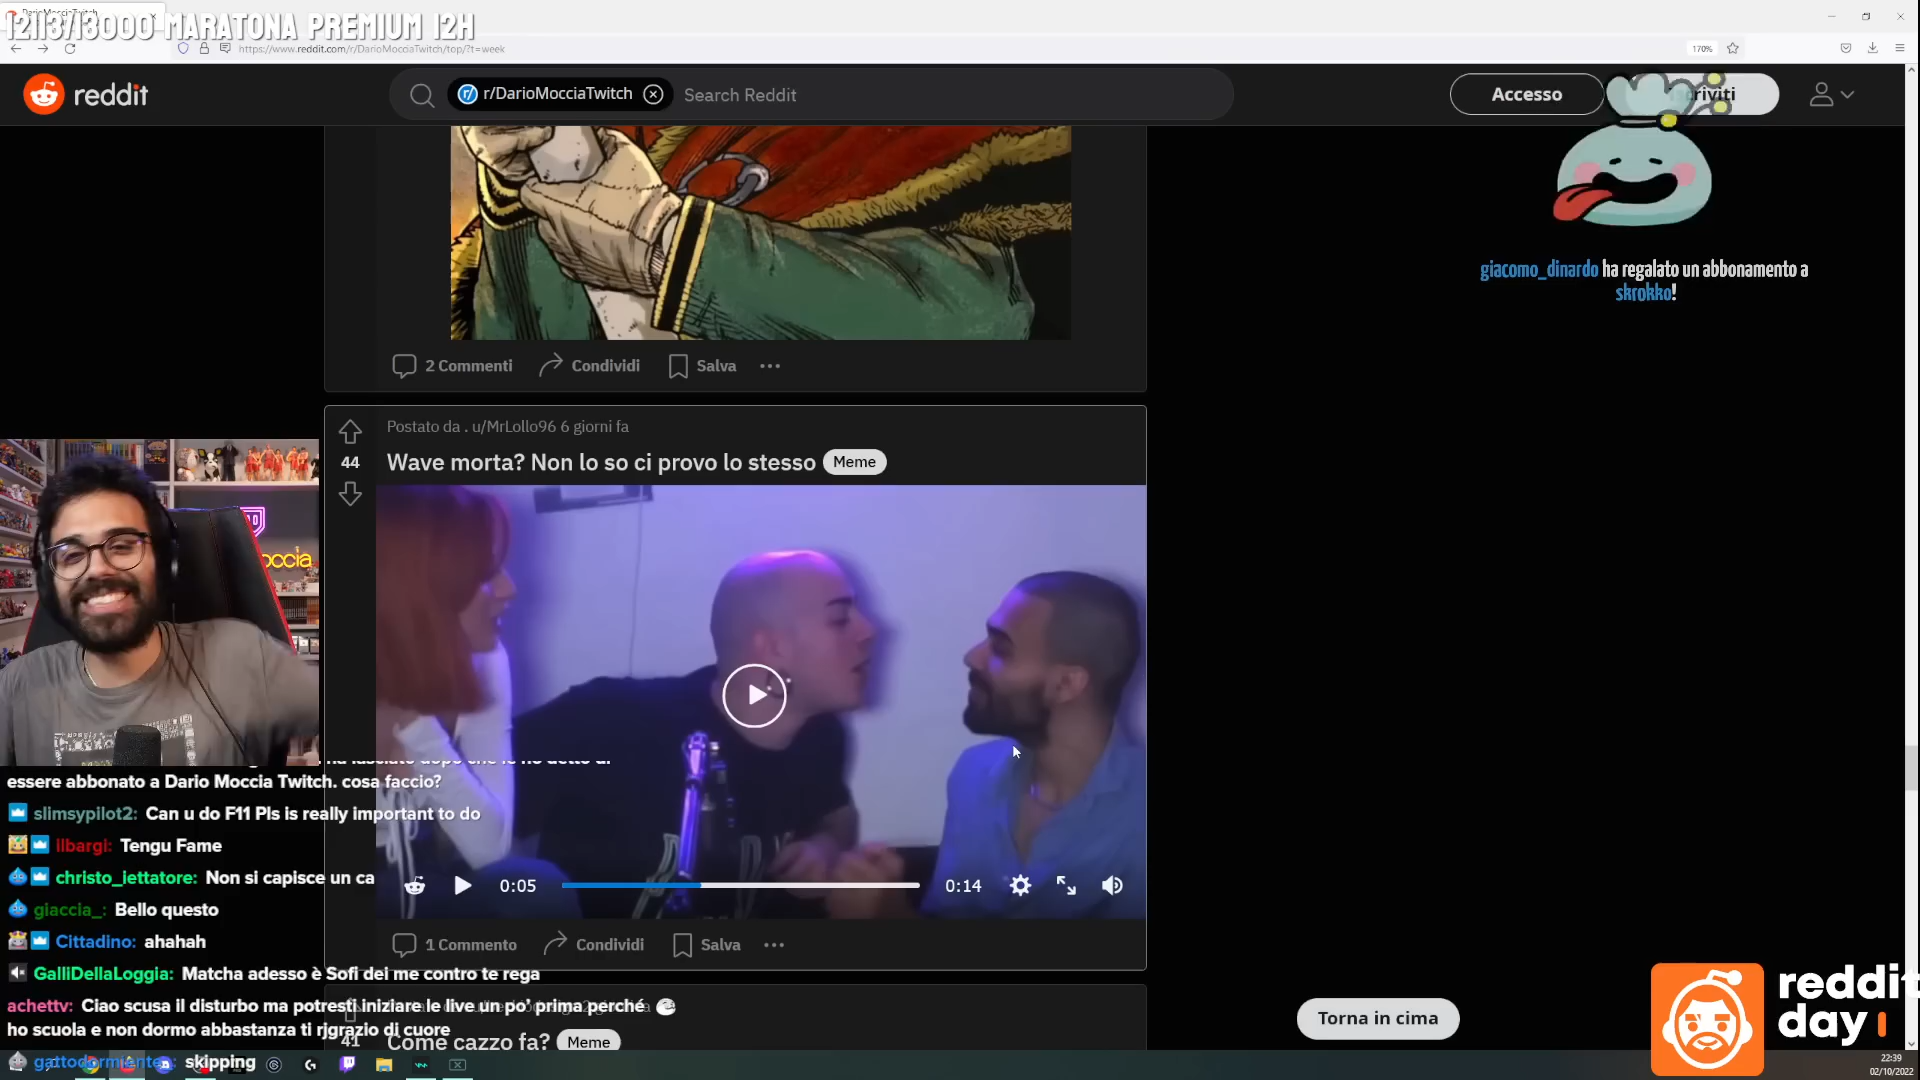 12113/13000 MARATONA PREMIUM 12H
https://www.reddit.com/r/DarioMocciaTwitch/top/?t=week
170%
reddit
r/DarioMocciaTwitch
Search Reddit
Accesso
giacomo_dinardo ha regalato un abbonamento a
skrokko!
2 Commenti
Condividi
Salva
Postato da . u/MrLollo96 6 giorni fa
44
Wave morta? Non lo so ci provo lo stesso
Meme
occia
essere abbonato a Dario Moccia Twitch. cosa faccio?
slimsypilot2: Can u do F11 Pls is really important to do
ilbargi: Tengu Fame
christo_iettatore: Non si capisce un ca
giaccia_: Bello questo
Cittadino: ahahah
GalliDellaLoggia: Matcha adesso è Sofi dei me contro te rega
achettv: Ciao scusa il disturbo ma potresti iniziare le live un po' prima perché
ho scuola e non dormo abbastanza ti rjgrazio di cuore
gattodormiente_: skipping
0:05
0:14
1 Commento
Condividi
Salva
41
Come cazzo fa?
Meme
Torna in cima
reddit
day
22:39
02/10/2022